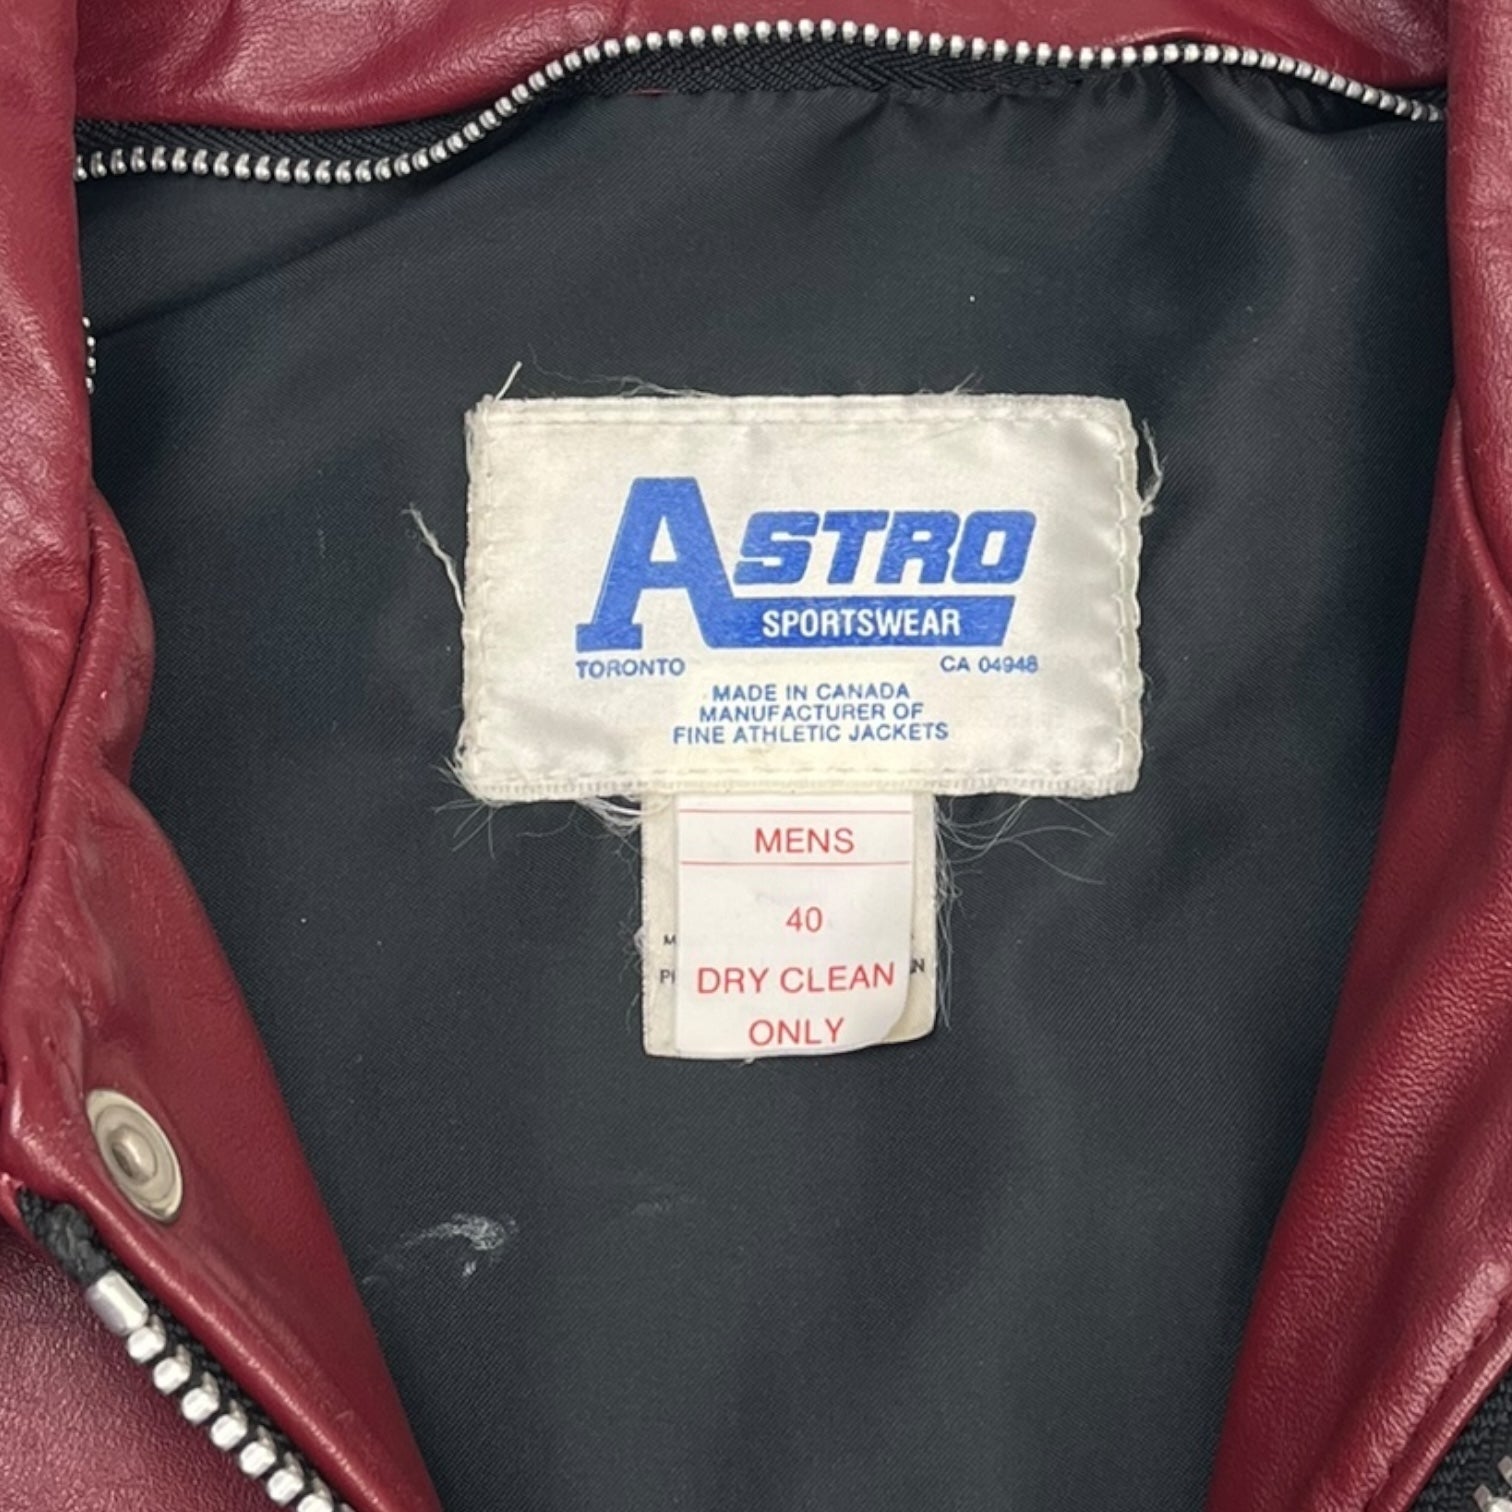 ASTRO
SPORTSWEAR
TORONTO CA 04948
MADE IN CANADA
MANUFACTURER OF
FINE ATHLETIC JACKETS
MENS
40
DRY CLEAN
ONLY